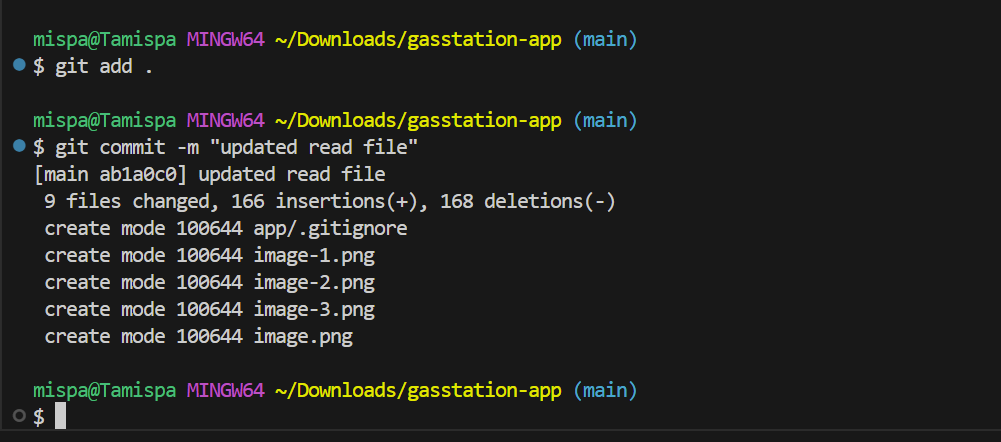 mispa@Tamispa MINGW64 ~/Downloads/gasstation-app (main)
$ git add .
mispa@Tamispa MINGW64 ~/Downloads/gasstation-app (main)
$ git commit -m "updated read file"
[main ab1a0c0] updated read file
 9 files changed, 166 insertions(+), 168 deletions(-)
 create mode 100644 app/.gitignore
 create mode 100644 image-1.png
 create mode 100644 image-2.png
 create mode 100644 image-3.png
 create mode 100644 image.png
mispa@Tamispa MINGW64 ~/Downloads/gasstation-app (main)
$